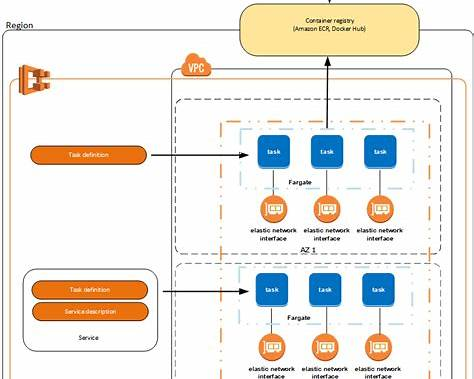 Container registry
(Amazon ECR, Docker Hub)
Region
VPC
Task definition
task
task
task
Fargate
elastic network
interface
elastic network
interface
elastic network
interface
AZ 1
Task definition
Service description
Service
task
task
task
Fargate
elastic network
interface
elastic network
interface
elastic network
interface